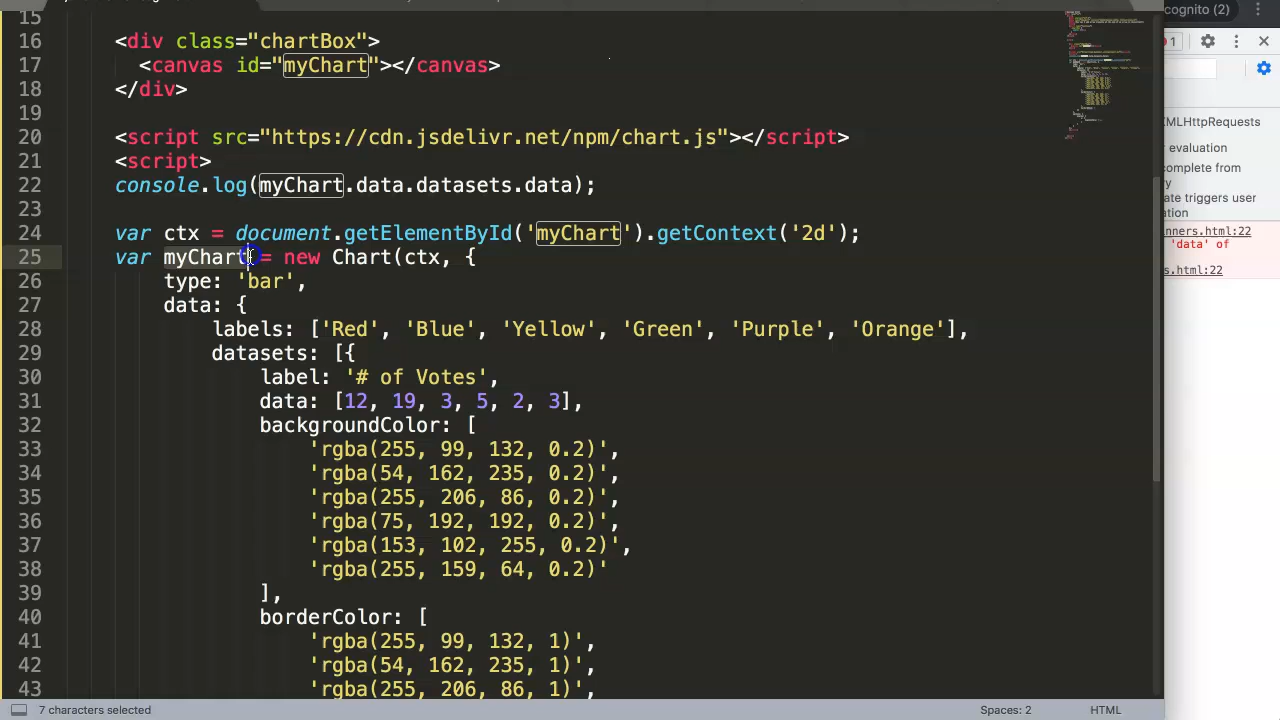 cognito (2)
15
16 <div class="chartBox">
17 <canvas id="myChart"></canvas>
18 </div>
19
20 <script src="https://cdn.jsdelivr.net/npm/chart.js"></script>
21 <script>
22 console.log(myChart.data.datasets.data);
23
24 var ctx = document.getElementById('myChart').getContext('2d');
25 var myChart = new Chart(ctx, {
26 type: 'bar',
27 data: {
28 labels: ['Red', 'Blue', 'Yellow', 'Green', 'Purple', 'Orange'],
29 datasets: [{
30 label: '# of Votes',
31 data: [12, 19, 3, 5, 2, 3],
32 backgroundColor: [
33 'rgba(255, 99, 132, 0.2)',
34 'rgba(54, 162, 235, 0.2)',
35 'rgba(255, 206, 86, 0.2)',
36 'rgba(75, 192, 192, 0.2)',
37 'rgba(153, 102, 255, 0.2)',
38 'rgba(255, 159, 64, 0.2)'
39 ],
40 borderColor: [
41 'rgba(255, 99, 132, 1)',
42 'rgba(54, 162, 235, 1)',
43 'rgba(255, 206, 86, 1)',
7 characters selected
Spaces: 2
HTML
1
XMLHttpRequests
r evaluation
complete from
ry
ate triggers user
ation
nners.html:22
'data' of
s.html:22